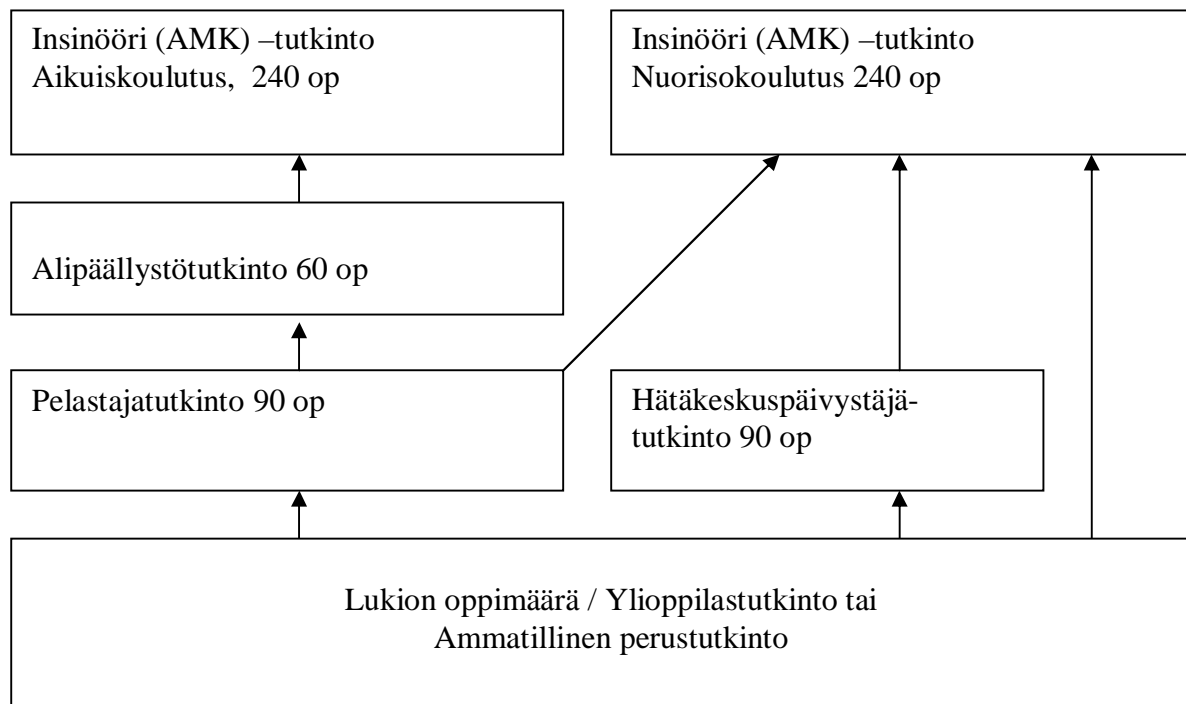 Insinööri (AMK) –tutkinto
Aikuiskoulutus, 240 op
Insinööri (AMK) –tutkinto
Nuorisokoulutus 240 op
Alipäällystötutkinto 60 op
Pelastajatutkinto 90 op
Hätäkeskuspäivystäjä-
tutkinto 90 op
Lukion oppimäärä / Ylioppilastutkinto tai
Ammatillinen perustutkinto